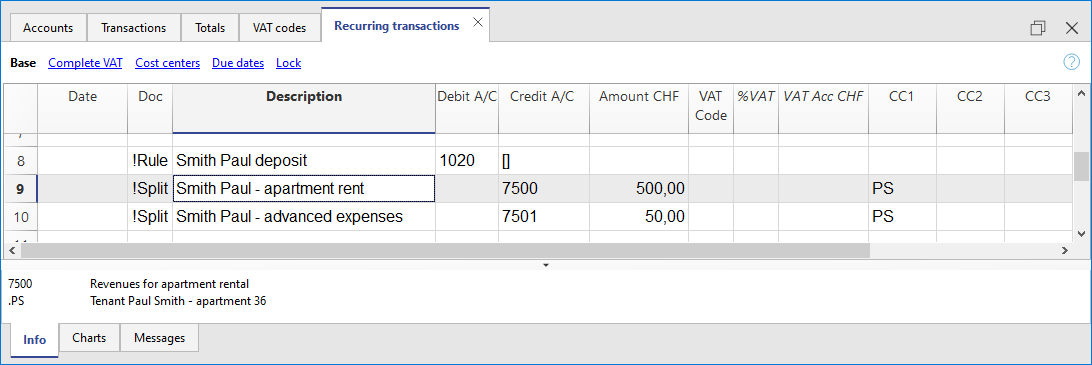 Accounts Transactions Totals VAT codes Recurring transactions
Base Complete VAT Cost centers Due dates Lock
Date Doc Description Debit A/C Credit A/C Amount CHF VAT Code %VAT VAT Acc CHF CC1 CC2 CC3
8 !Rule Smith Paul deposit 1020 []
9 !Split Smith Paul - apartment rent 7500 500,00 PS
10 !Split Smith Paul - advanced expenses 7501 50,00 PS
7500 Revenues for apartment rental
.PS Tenant Paul Smith - apartment 36
Info Charts Messages